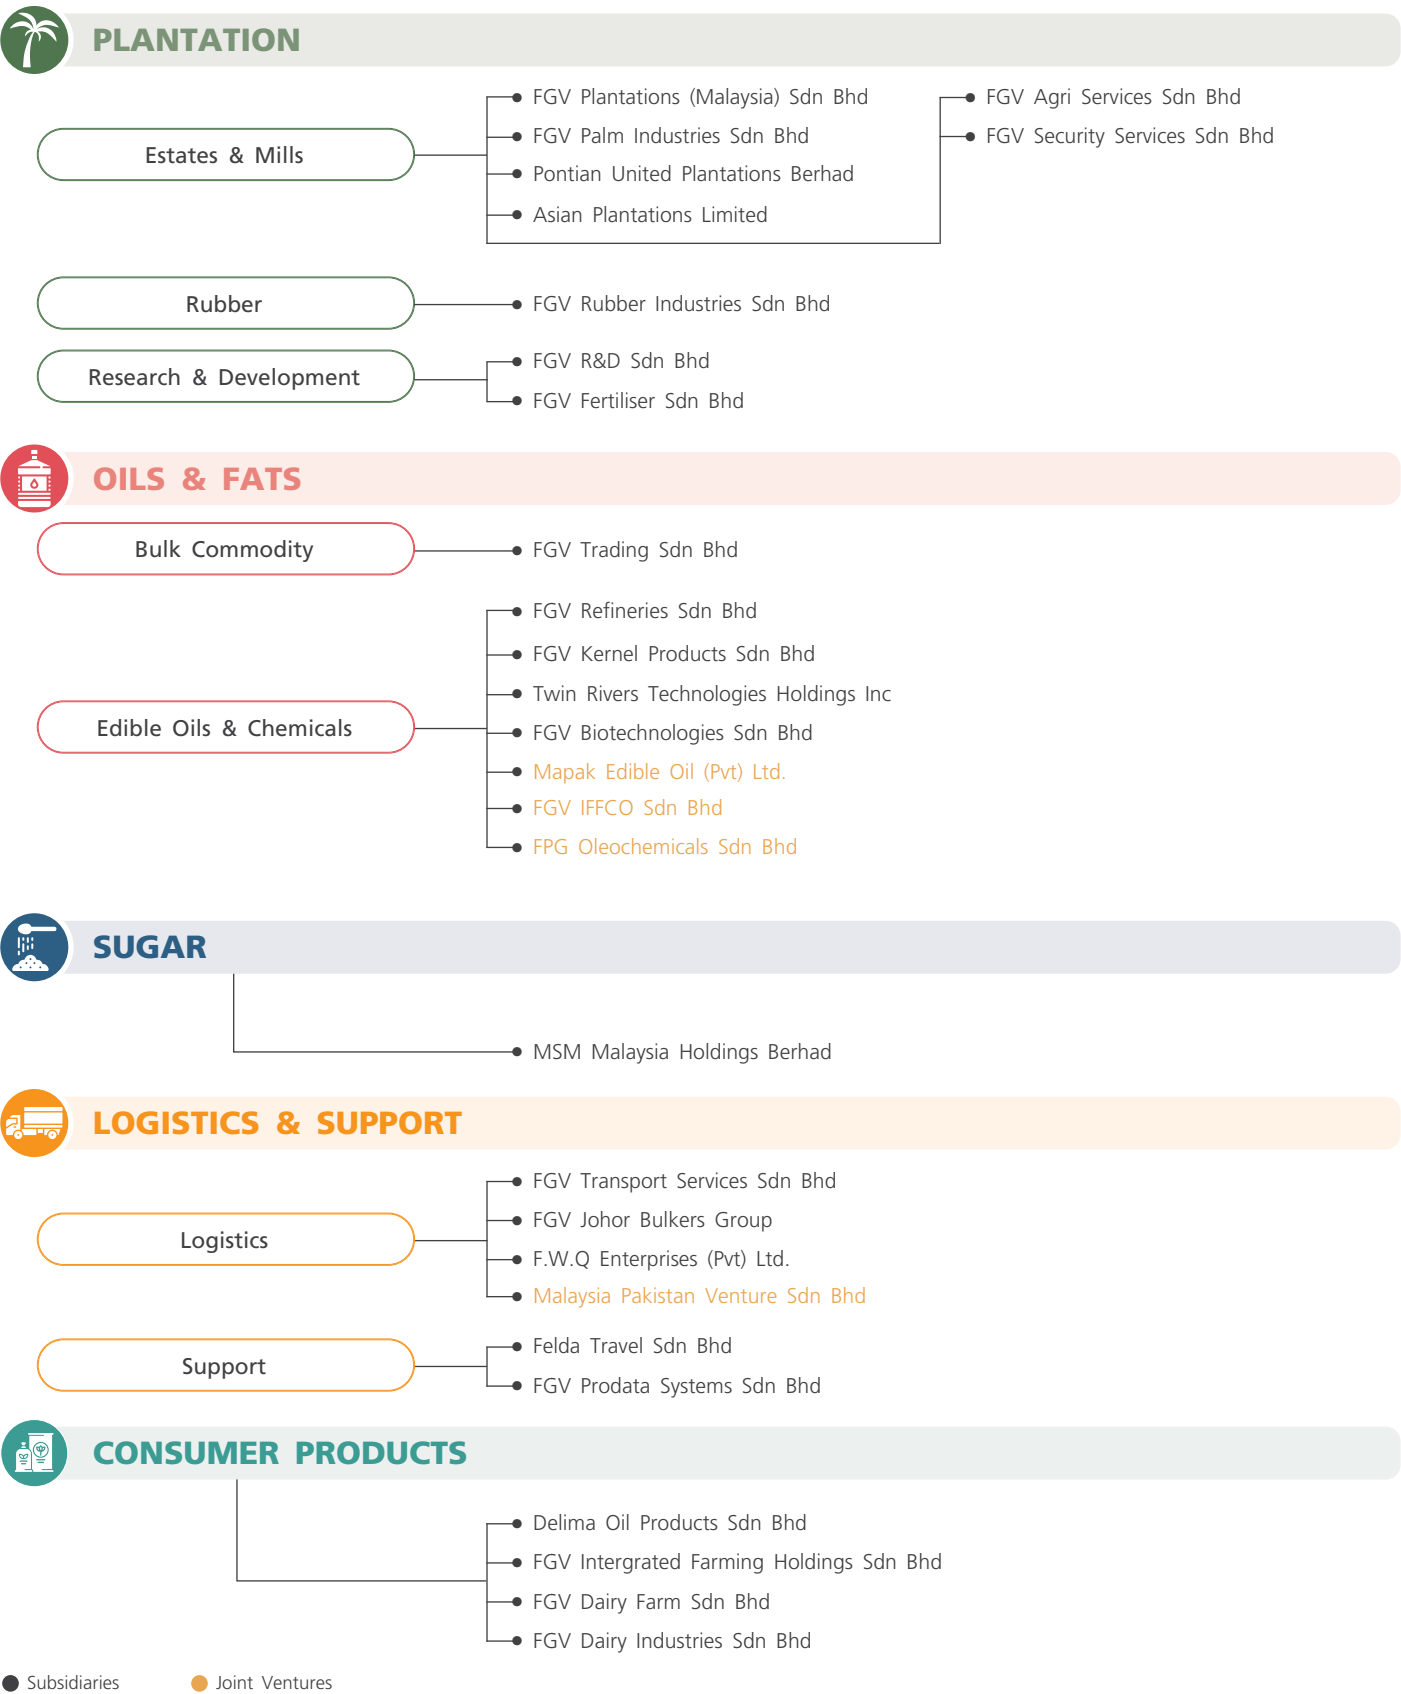 PLANTATION
Estates & Mills
FGV Plantations (Malaysia) Sdn Bhd
FGV Palm Industries Sdn Bhd
Pontian United Plantations Berhad
Asian Plantations Limited
FGV Agri Services Sdn Bhd
FGV Security Services Sdn Bhd
Rubber
FGV Rubber Industries Sdn Bhd
Research & Development
FGV R&D Sdn Bhd
FGV Fertiliser Sdn Bhd
OILS & FATS
Bulk Commodity
FGV Trading Sdn Bhd
Edible Oils & Chemicals
FGV Refineries Sdn Bhd
FGV Kernel Products Sdn Bhd
Twin Rivers Technologies Holdings Inc
FGV Biotechnologies Sdn Bhd
Mapak Edible Oil (Pvt) Ltd.
FGV IFFCO Sdn Bhd
FPG Oleochemicals Sdn Bhd
SUGAR
MSM Malaysia Holdings Berhad
LOGISTICS & SUPPORT
Logistics
FGV Transport Services Sdn Bhd
FGV Johor Bulkers Group
F.W.Q Enterprises (Pvt) Ltd.
Malaysia Pakistan Venture Sdn Bhd
Support
Felda Travel Sdn Bhd
FGV Prodata Systems Sdn Bhd
CONSUMER PRODUCTS
Delima Oil Products Sdn Bhd
FGV Intergrated Farming Holdings Sdn Bhd
FGV Dairy Farm Sdn Bhd
FGV Dairy Industries Sdn Bhd
Subsidiaries
Joint Ventures